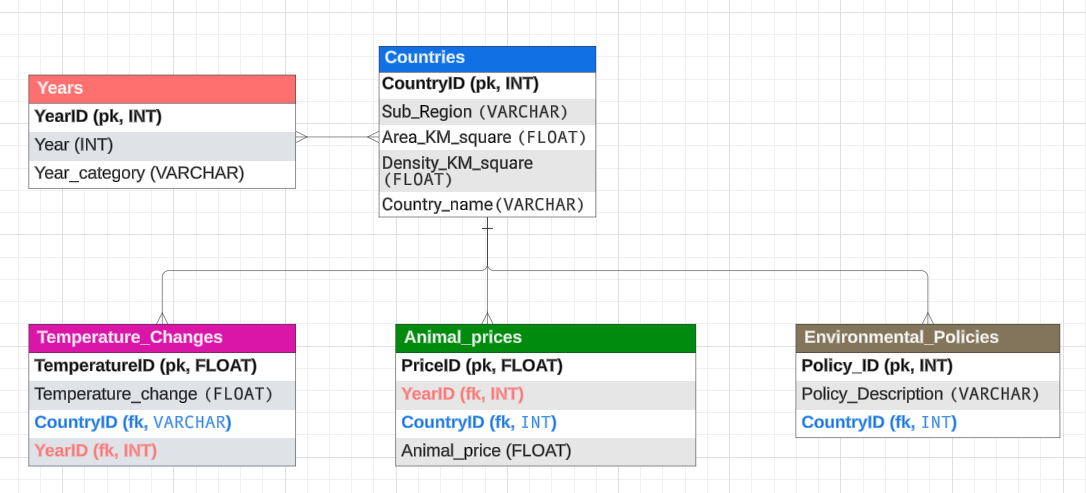 Years
YearID (pk, INT)
Year (INT)
Year_category (VARCHAR)
Countries
CountryID (pk, INT)
Sub_Region (VARCHAR)
Area_KM_square (FLOAT)
Density_KM_square
(FLOAT)
Country_name(VARCHAR)
Temperature_Changes
TemperatureID (pk, FLOAT)
Temperature_change (FLOAT)
CountryID (fk, VARCHAR)
YearID (fk, INT)
Animal_prices
PriceID (pk, FLOAT)
YearID (fk, INT)
CountryID (fk, INT)
Animal_price (FLOAT)
Environmental_Policies
Policy_ID (pk, INT)
Policy_Description (VARCHAR)
CountryID (fk, INT)